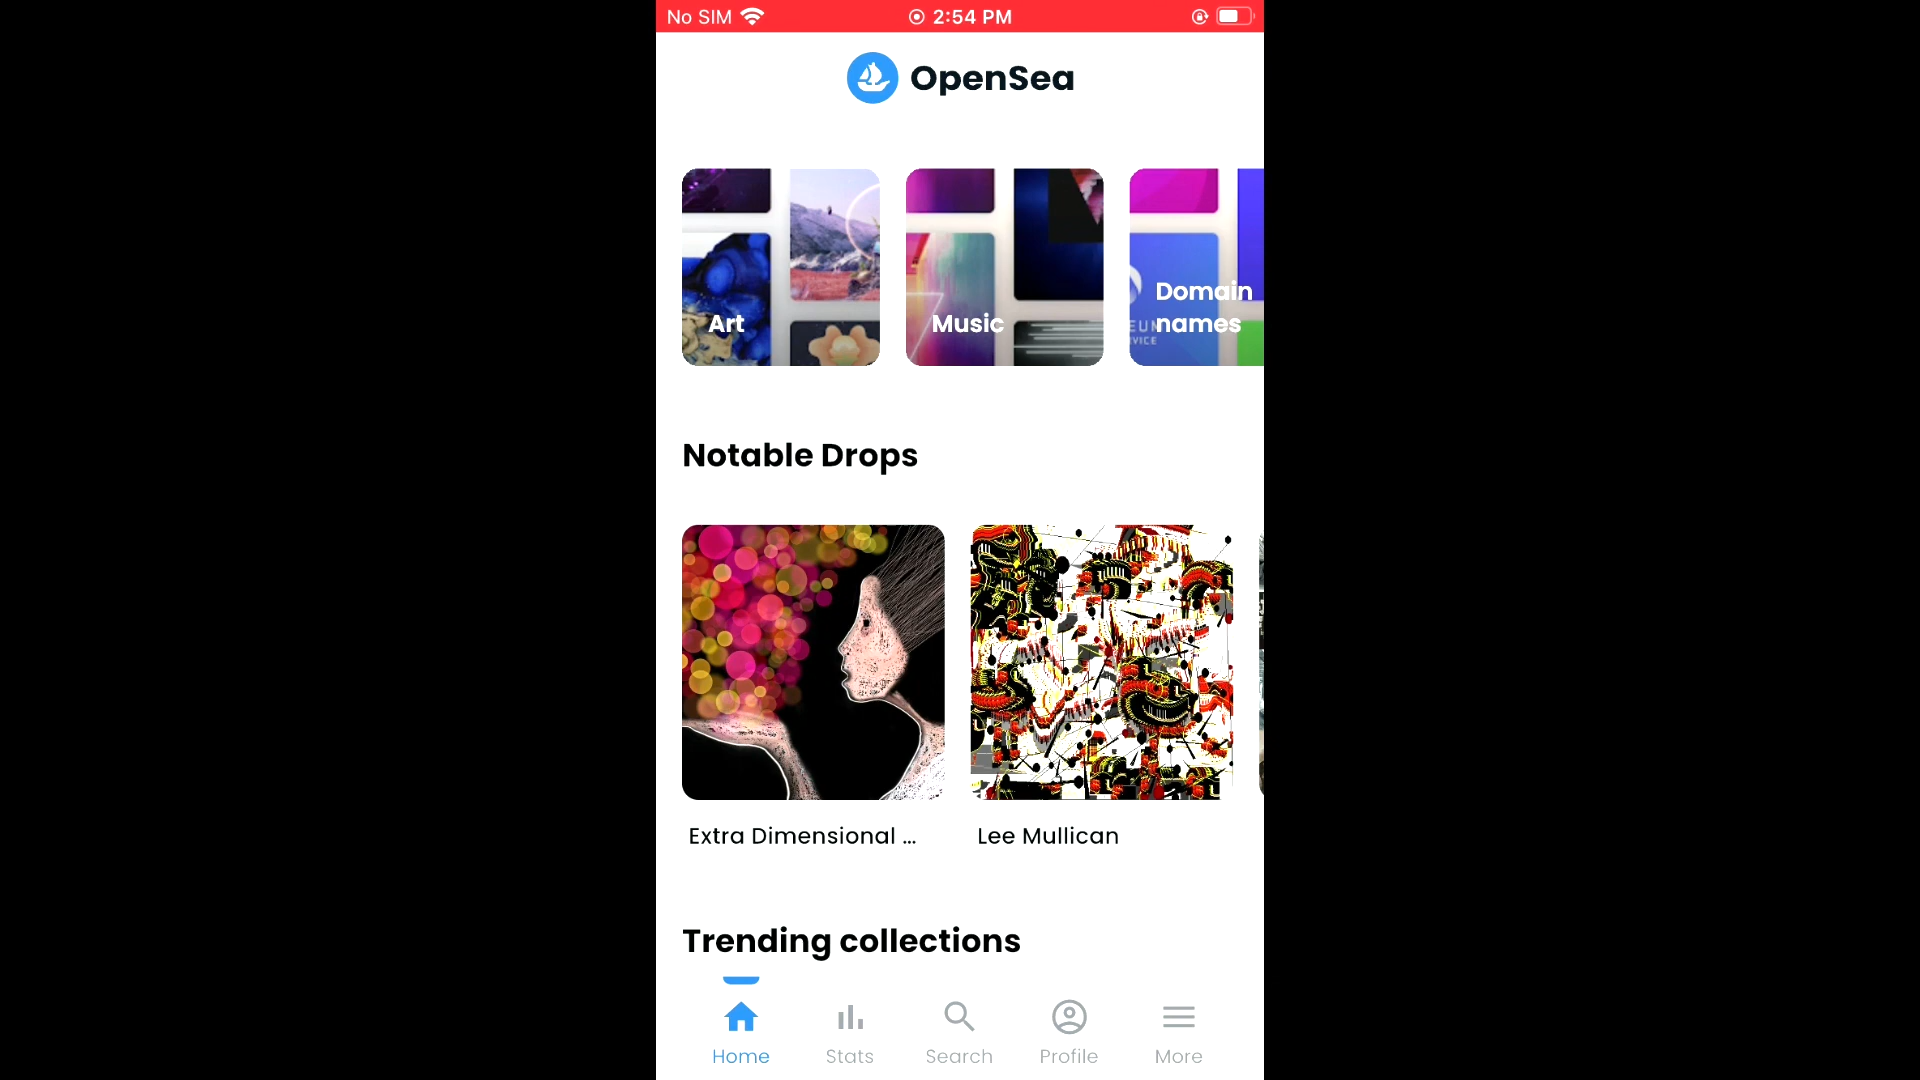 No SIM
2:54 PM
OpenSea
Art
Music
Domain
names
Notable Drops
Extra Dimensional ...
Lee Mullican
Trending collections
Home
Stats
Search
Profile
More